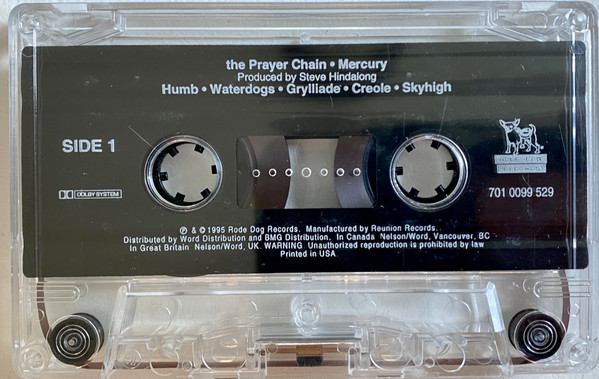 the Prayer Chain • Mercury
Produced by Steve Hindalong
Humb • Waterdogs • Grylliade • Creole • Skyhigh
SIDE 1
DOLBY SYSTEM
701 0099 529
℗ & © 1995 Rode Dog Records. Manufactured by Reunion Records.
Distributed by Word Distribution and BMG Distribution. In Canada Nelson/Word, Vancouver, BC
In Great Britain Nelson/Word, UK. WARNING Unauthorized reproduction is prohibited by law
Printed in USA